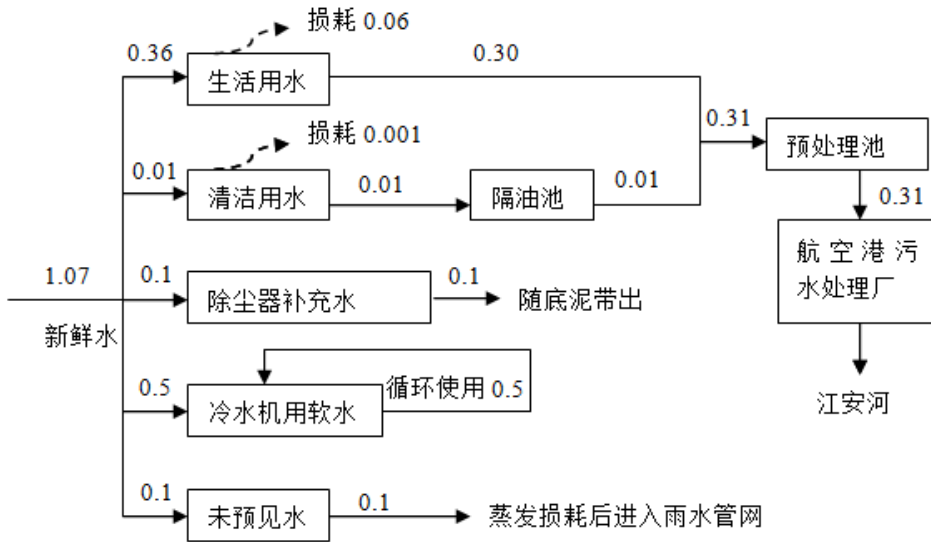 损耗 0.06
0.36
生活用水
0.30
0.31
预处理池
损耗 0.001
0.01
清洁用水
0.01
隔油池
0.01
0.31
航空港污
水处理厂
江安河
1.07
新鲜水
0.1
除尘器补充水
0.1
随底泥带出
0.5
冷水机用软水
循环使用 0.5
0.1
未预见水
0.1
蒸发损耗后进入雨水管网